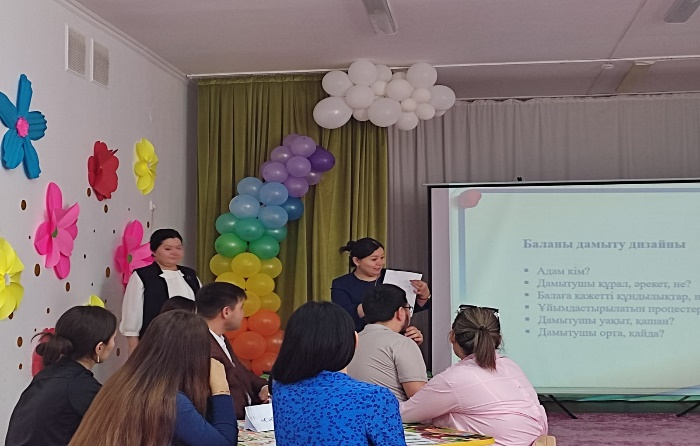 Баланы дамыту дизайны
Адам кім?
Дамытушы құрал, әрекет, не?
Балаға қажетті құндылықтар,
Ұйымдастырылатын процестер
Дамытушы уақыт, қашан?
Дамытушы орта, қайда?